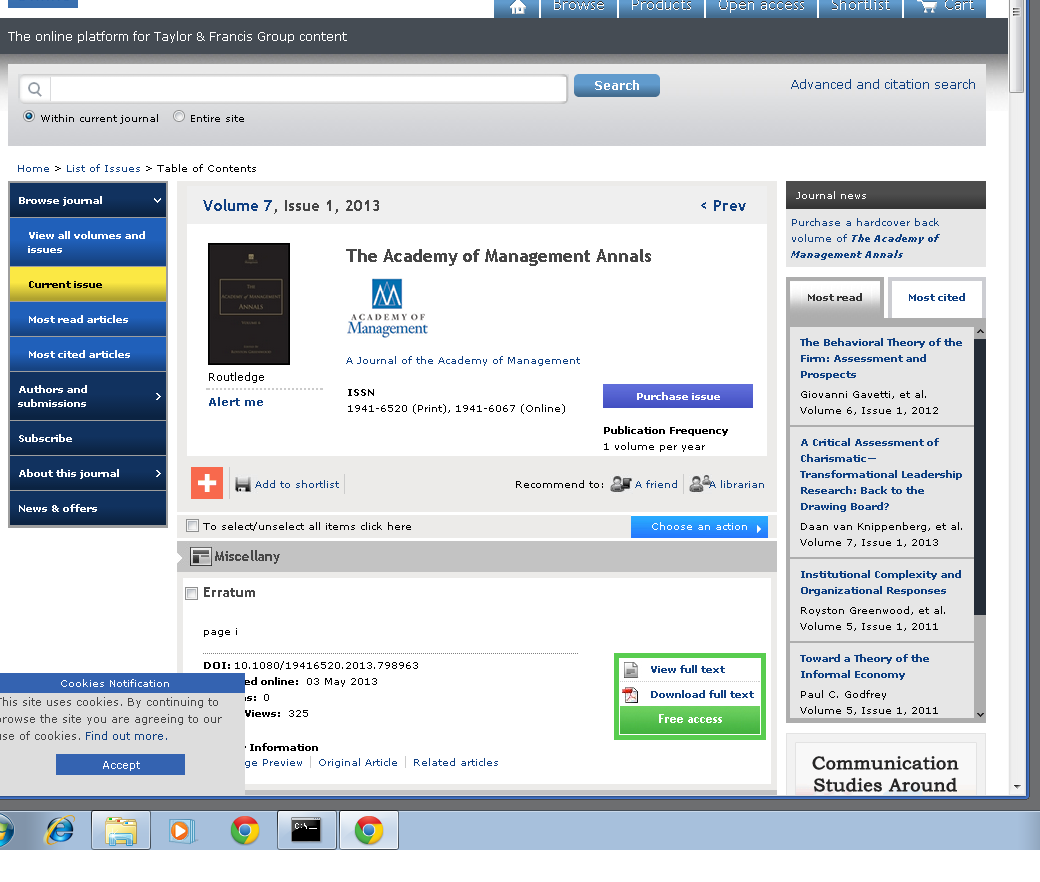 Browse
Products
Open access
Shortlist
Cart
The online platform for Taylor & Francis Group content
Search
Advanced and citation search
Within current journal
Entire site
Home > List of Issues > Table of Contents
Browse journal
View all volumes and
issues
Current issue
Most read articles
Most cited articles
Authors and
submissions
Subscribe
About this journal
News & offers
Volume 7, Issue 1, 2013
< Prev
THE
ACADEMY OF MANAGEMENT
ANNALS
The Academy of Management Annals
ACADEMY OF
Management
A Journal of the Academy of Management
Routledge
Alert me
ISSN
1941-6520 (Print), 1941-6067 (Online)
Purchase issue
Publication Frequency
1 volume per year
Add to shortlist
Recommend to:
A friend
A librarian
To select/unselect all items click here
Choose an action
Miscellany
Erratum
page i
DOI: 10.1080/19416520.2013.798963
ed online: 03 May 2013
s: 0
Views: 325
Information
ge Preview
Original Article
Related articles
View full text
Download full text
Free access
Cookies Notification
This site uses cookies. By continuing to
browse the site you are agreeing to our
use of cookies. Find out more.
Accept
Journal news
Purchase a hardcover back
volume of The Academy of
Management Annals
Most read
Most cited
The Behavioral Theory of the
Firm: Assessment and
Prospects
Giovanni Gavetti, et al.
Volume 6, Issue 1, 2012
A Critical Assessment of
Charismatic—
Transformational Leadership
Research: Back to the
Drawing Board?
Daan van Knippenberg, et al.
Volume 7, Issue 1, 2013
Institutional Complexity and
Organizational Responses
Royston Greenwood, et al.
Volume 5, Issue 1, 2011
Toward a Theory of the
Informal Economy
Paul C. Godfrey
Volume 5, Issue 1, 2011
Communication
Studies Around
C:\_